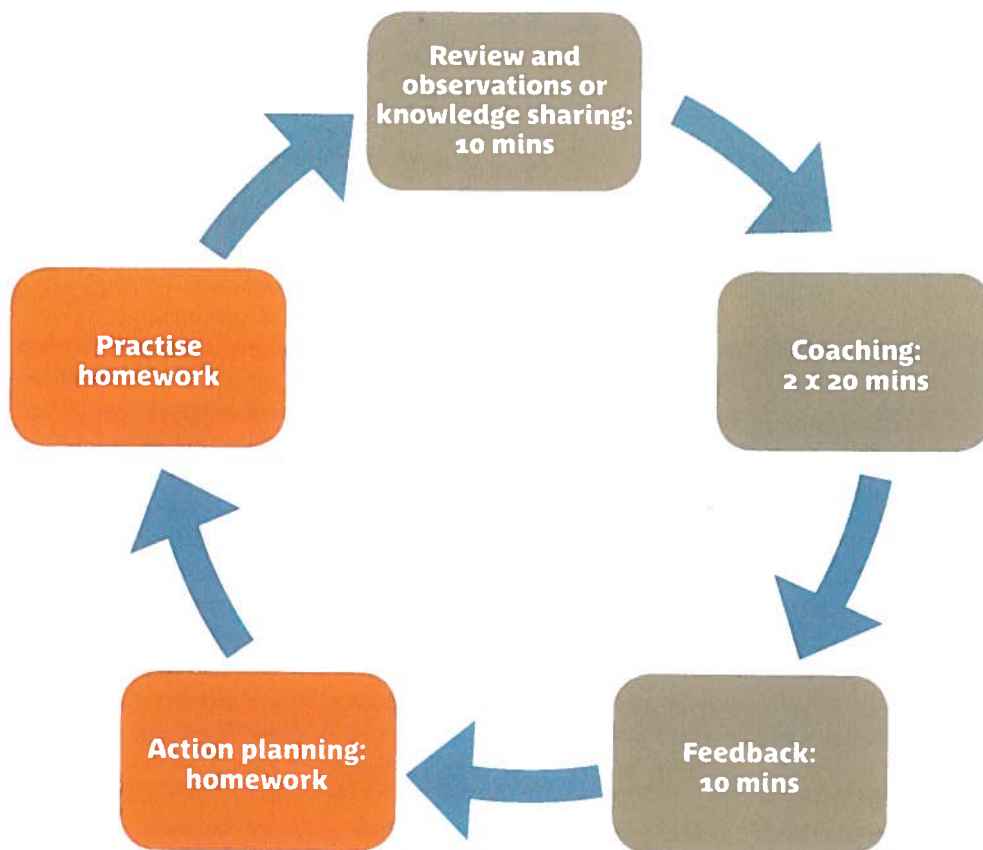 Review and
observations or
knowledge sharing:
10 mins
Coaching:
2 x 20 mins
Feedback:
10 mins
Action planning:
homework
Practise
homework